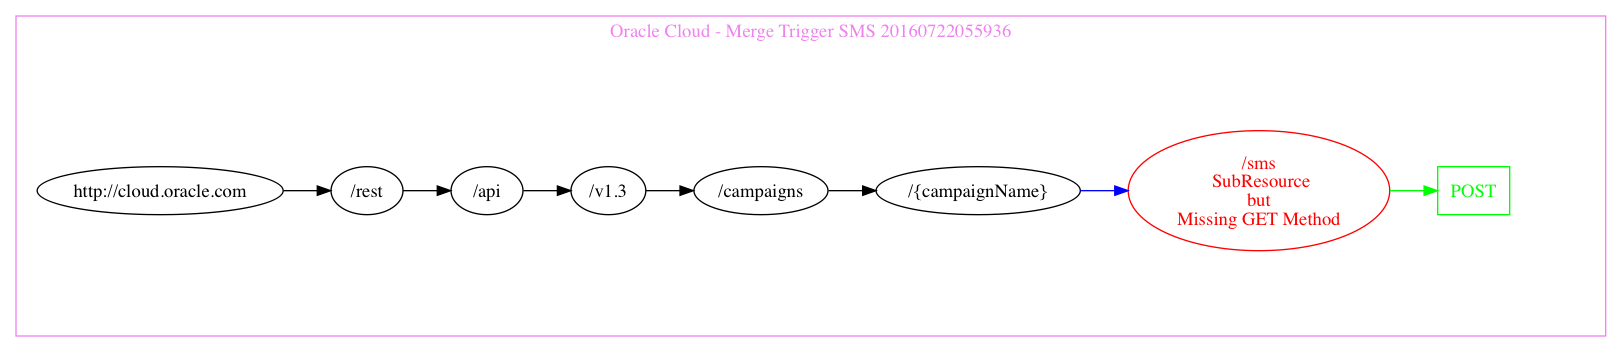 Oracle Cloud - Merge Trigger SMS 20160722055936
http://cloud.oracle.com
/rest
/api
/v1.3
/campaigns
/{campaignName}
/sms
SubResource
but
Missing GET Method
POST